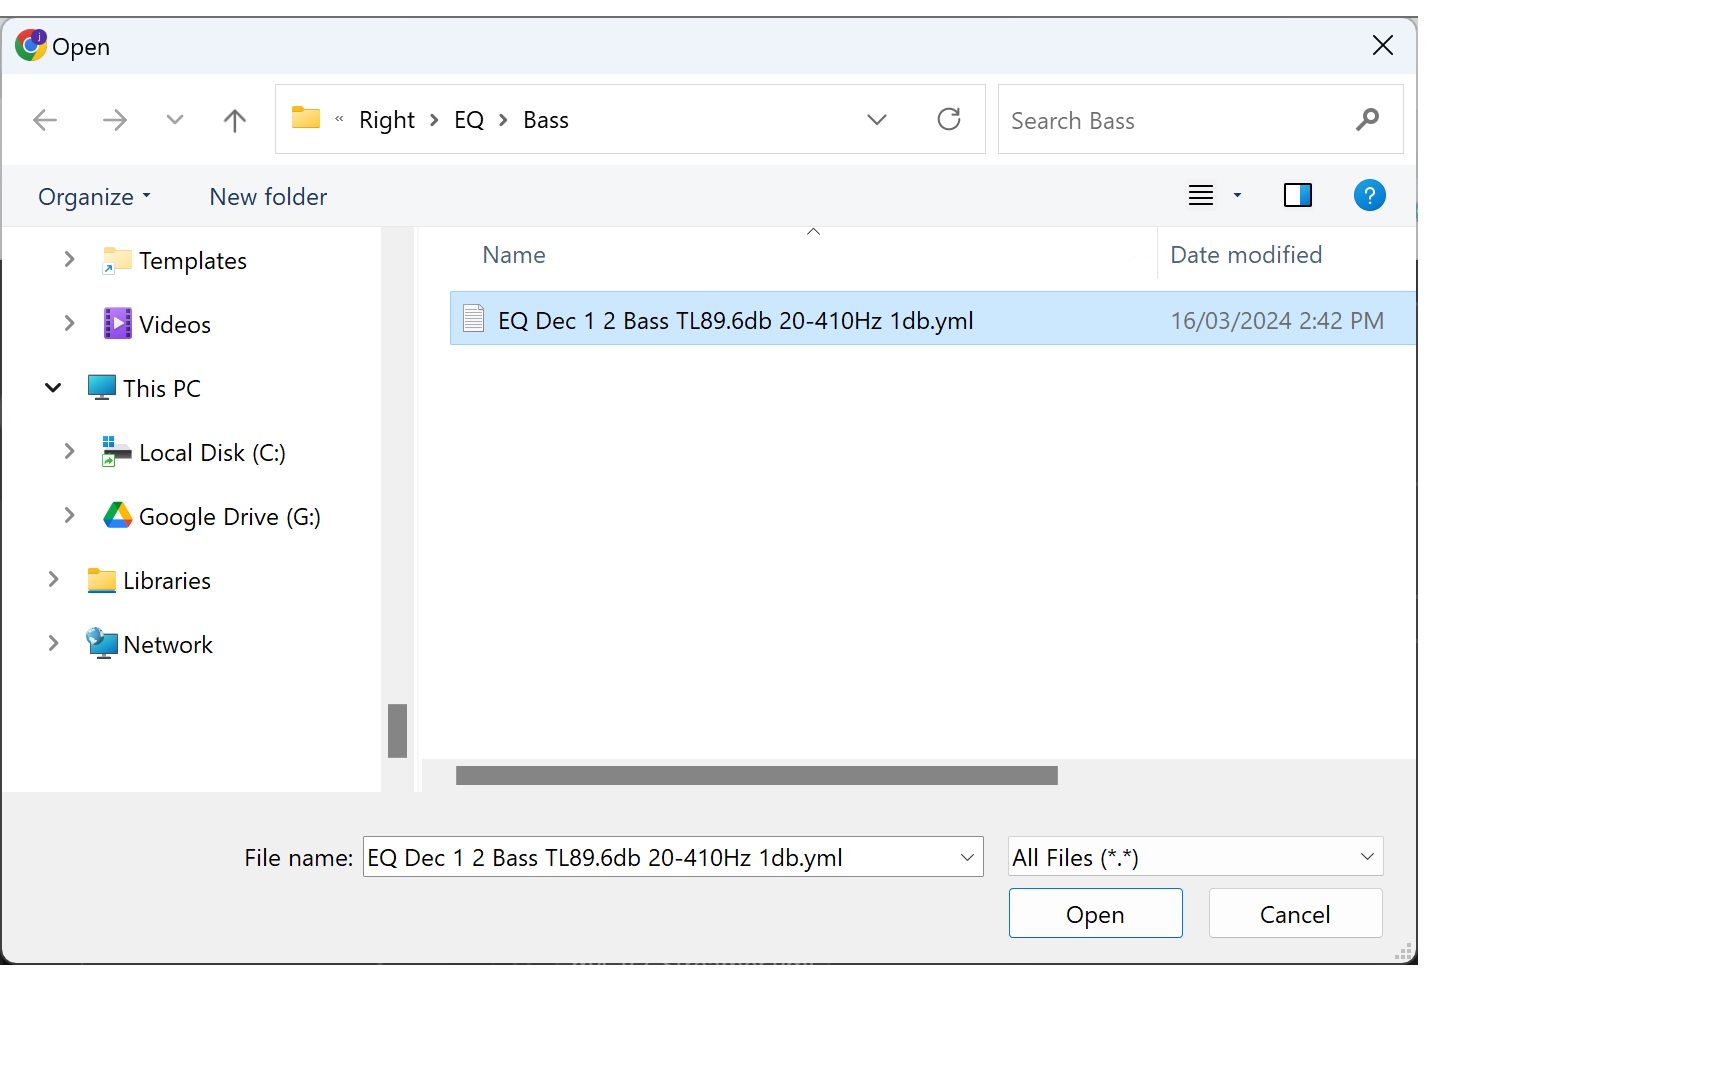 Open
« Right > EQ > Bass
Search Bass
Organize
New folder
?
Name
Date modified
Templates
Videos
This PC
Local Disk (C:)
Google Drive (G:)
Libraries
Network
EQ Dec 1 2 Bass TL89.6db 20-410Hz 1db.yml
16/03/2024 2:42 PM
File name: EQ Dec 1 2 Bass TL89.6db 20-410Hz 1db.yml
All Files (*.*)
Open
Cancel